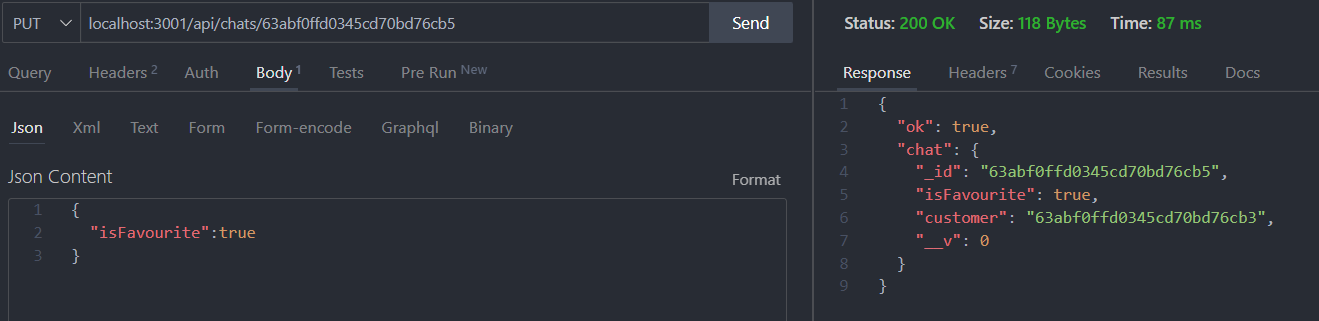 PUT localhost:3001/api/chats/63abf0ffd0345cd70bd76cb5 Send
Query Headers 2 Auth Body 1 Tests Pre Run New
Json Xml Text Form Form-encode Graphql Binary
Json Content Format
1 {
2 "isFavourite":true
3 }
Status: 200 OK Size: 118 Bytes Time: 87 ms
Response Headers 7 Cookies Results Docs
1 {
2 "ok": true,
3 "chat": {
4 "_id": "63abf0ffd0345cd70bd76cb5",
5 "isFavourite": true,
6 "customer": "63abf0ffd0345cd70bd76cb3",
7 "__v": 0
8 }
9 }